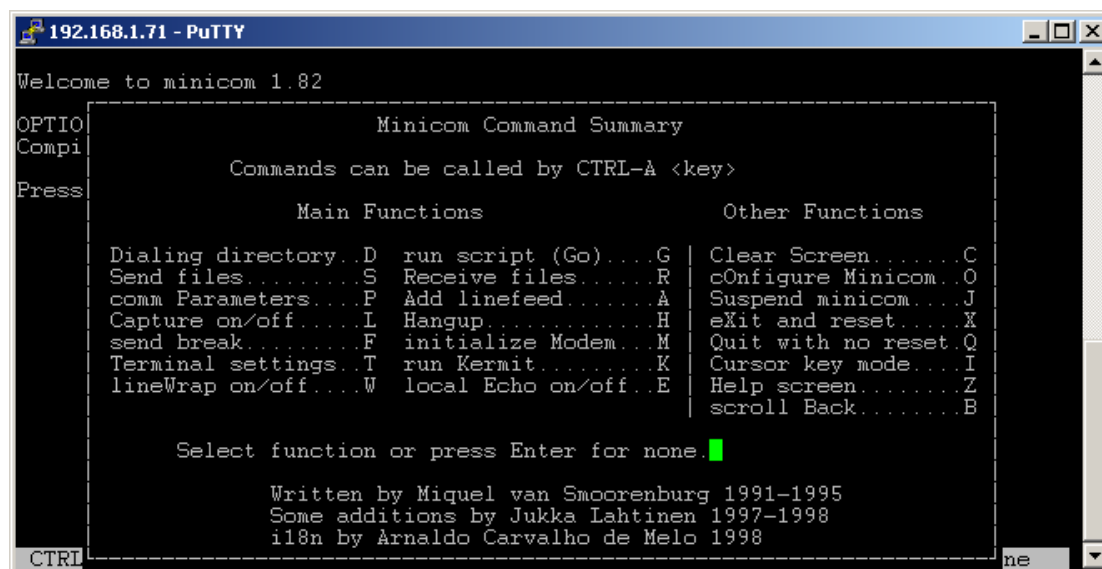 192.168.1.71 - PuTTY
Welcome to minicom 1.82
OPTIO
Compi
Press
Minicom Command Summary
Commands can be called by CTRL-A <key>
Main Functions Other Functions
Dialing directory..D run script (Go)....G | Clear Screen.......C
Send files.........S Receive files......R | cOnfigure Minicom..O
comm Parameters....P Add linefeed.......A | Suspend minicom....J
Capture on/off.....L Hangup.............H | eXit and reset.....X
send break.........F initialize Modem...M | Quit with no reset.Q
Terminal settings..T run Kermit.........K | Cursor key mode....I
lineWrap on/off....W local Echo on/off..E | Help screen........Z
| scroll Back........B
Select function or press Enter for none.
Written by Miquel van Smoorenburg 1991-1995
Some additions by Jukka Lahtinen 1997-1998
i18n by Arnaldo Carvalho de Melo 1998
CTRL ne